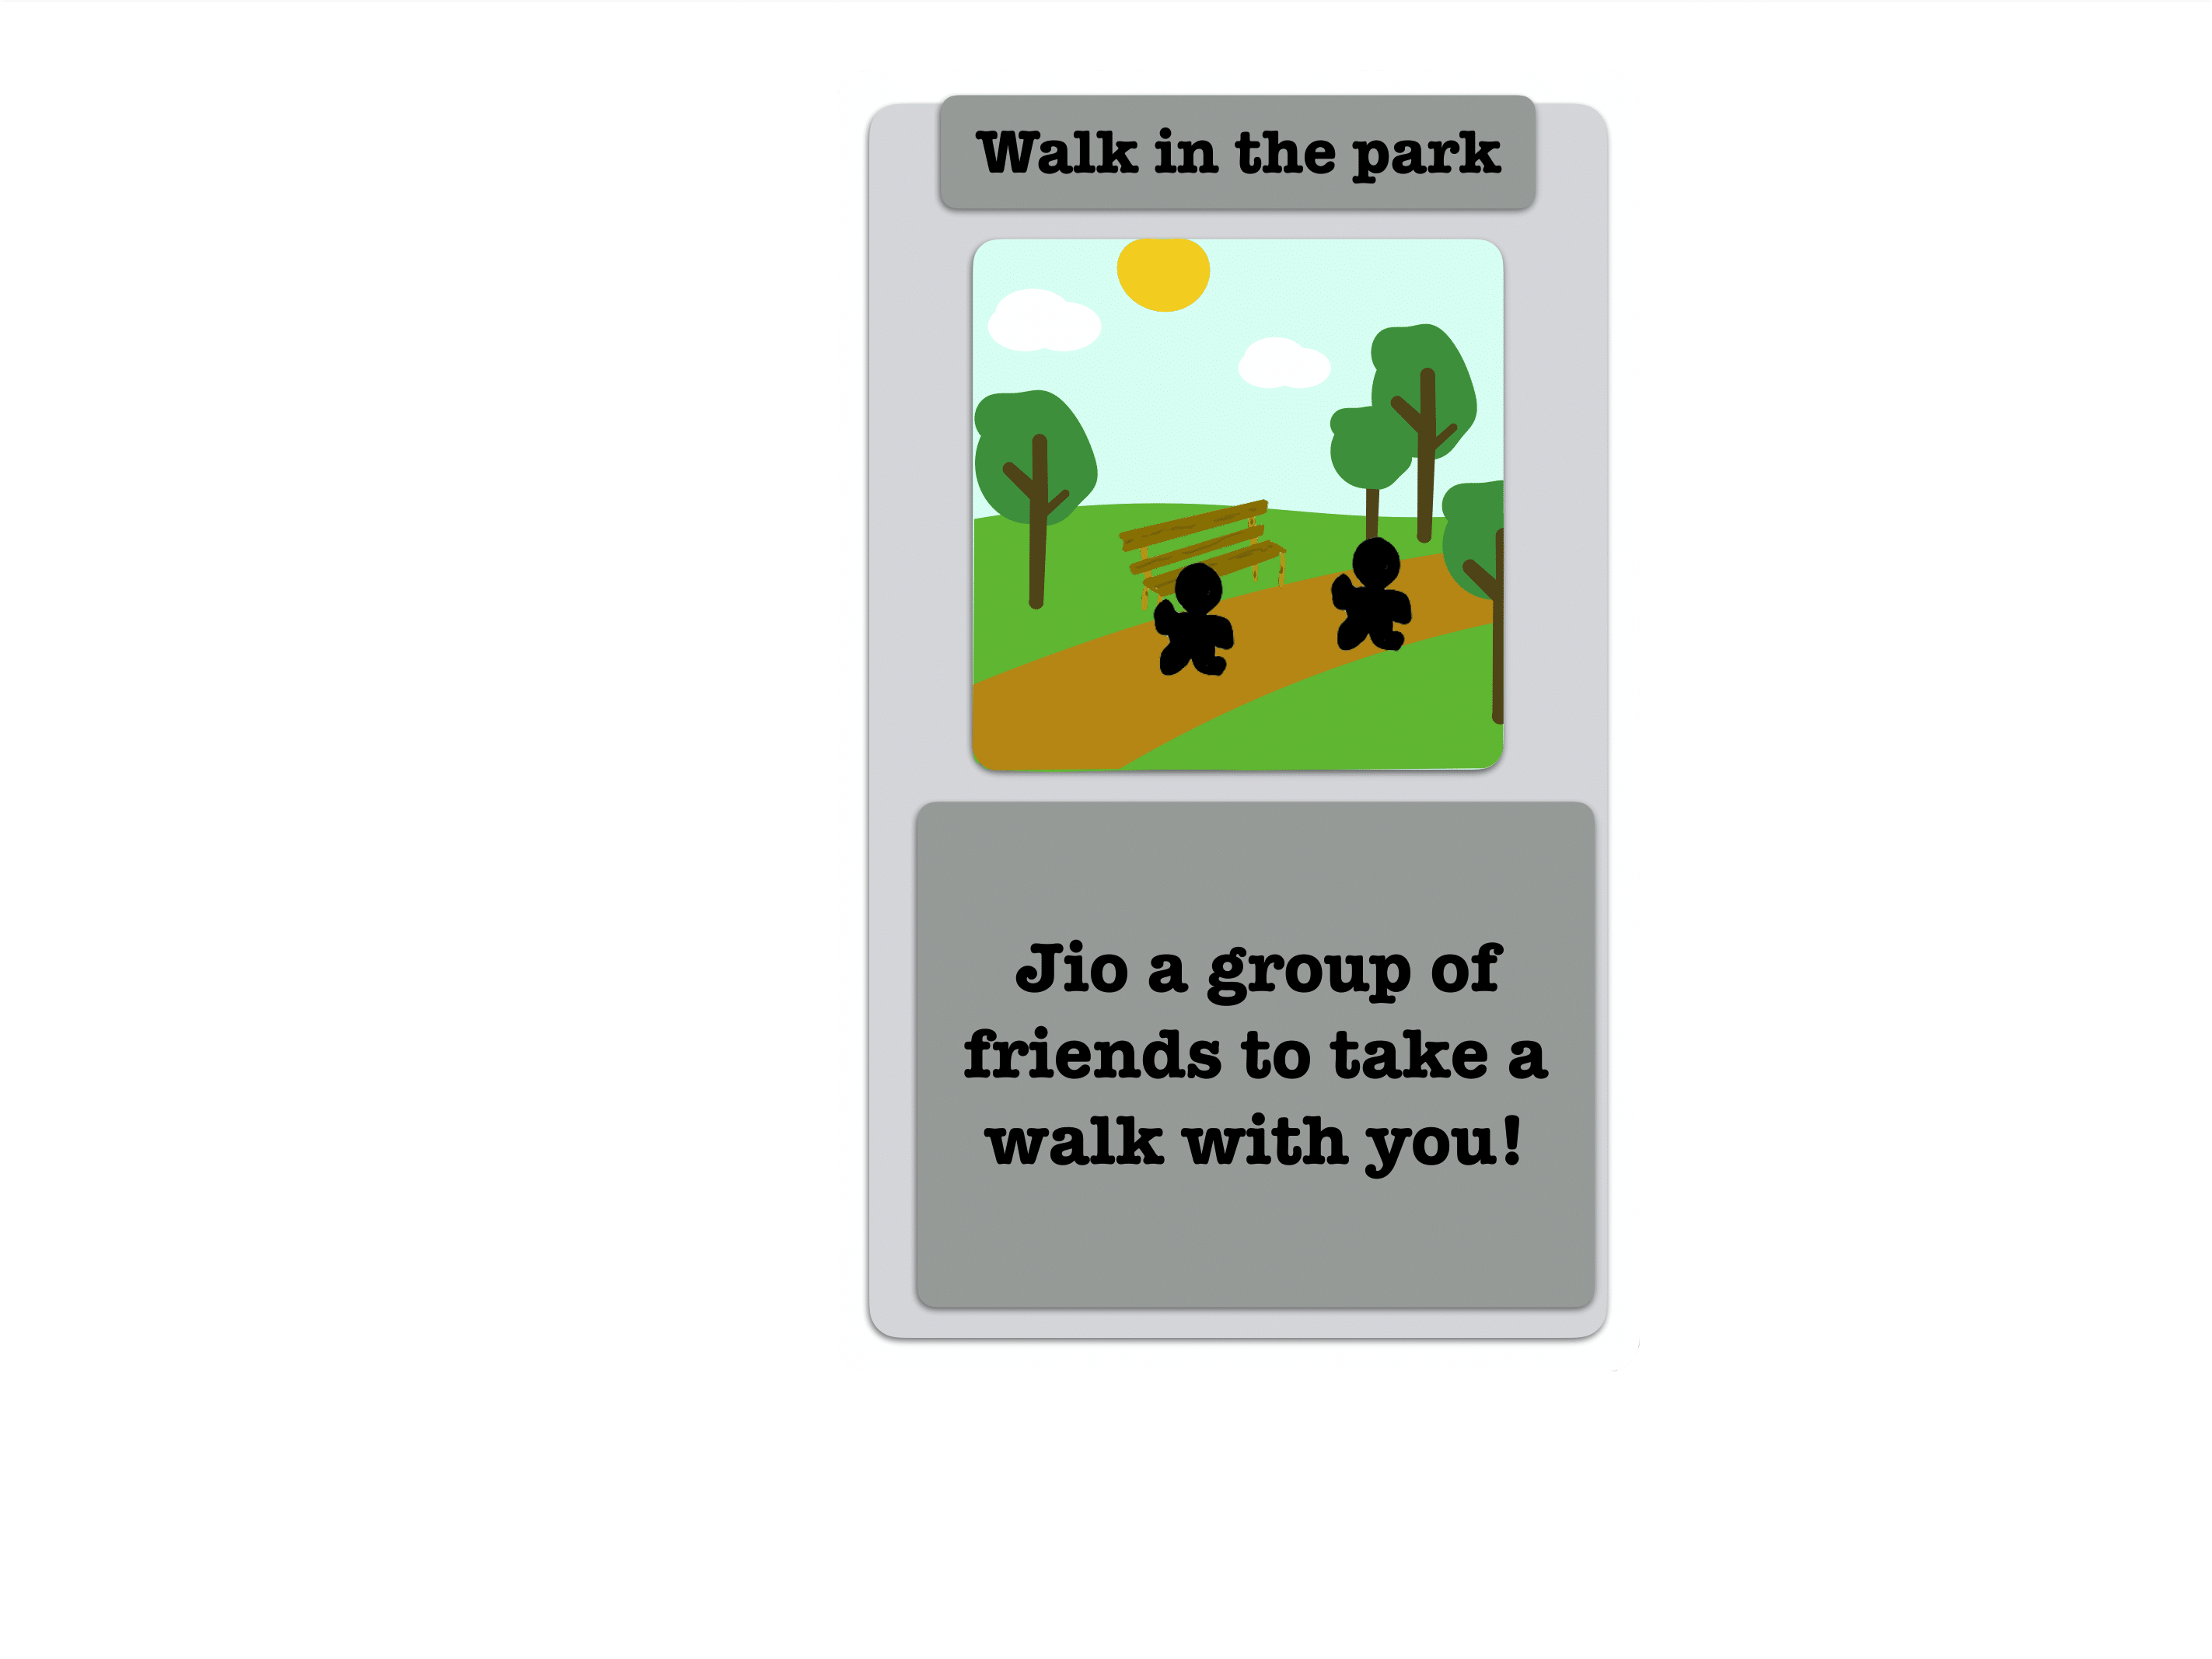 Walk in the park
Jio a group of
friends to take a
walk with you!